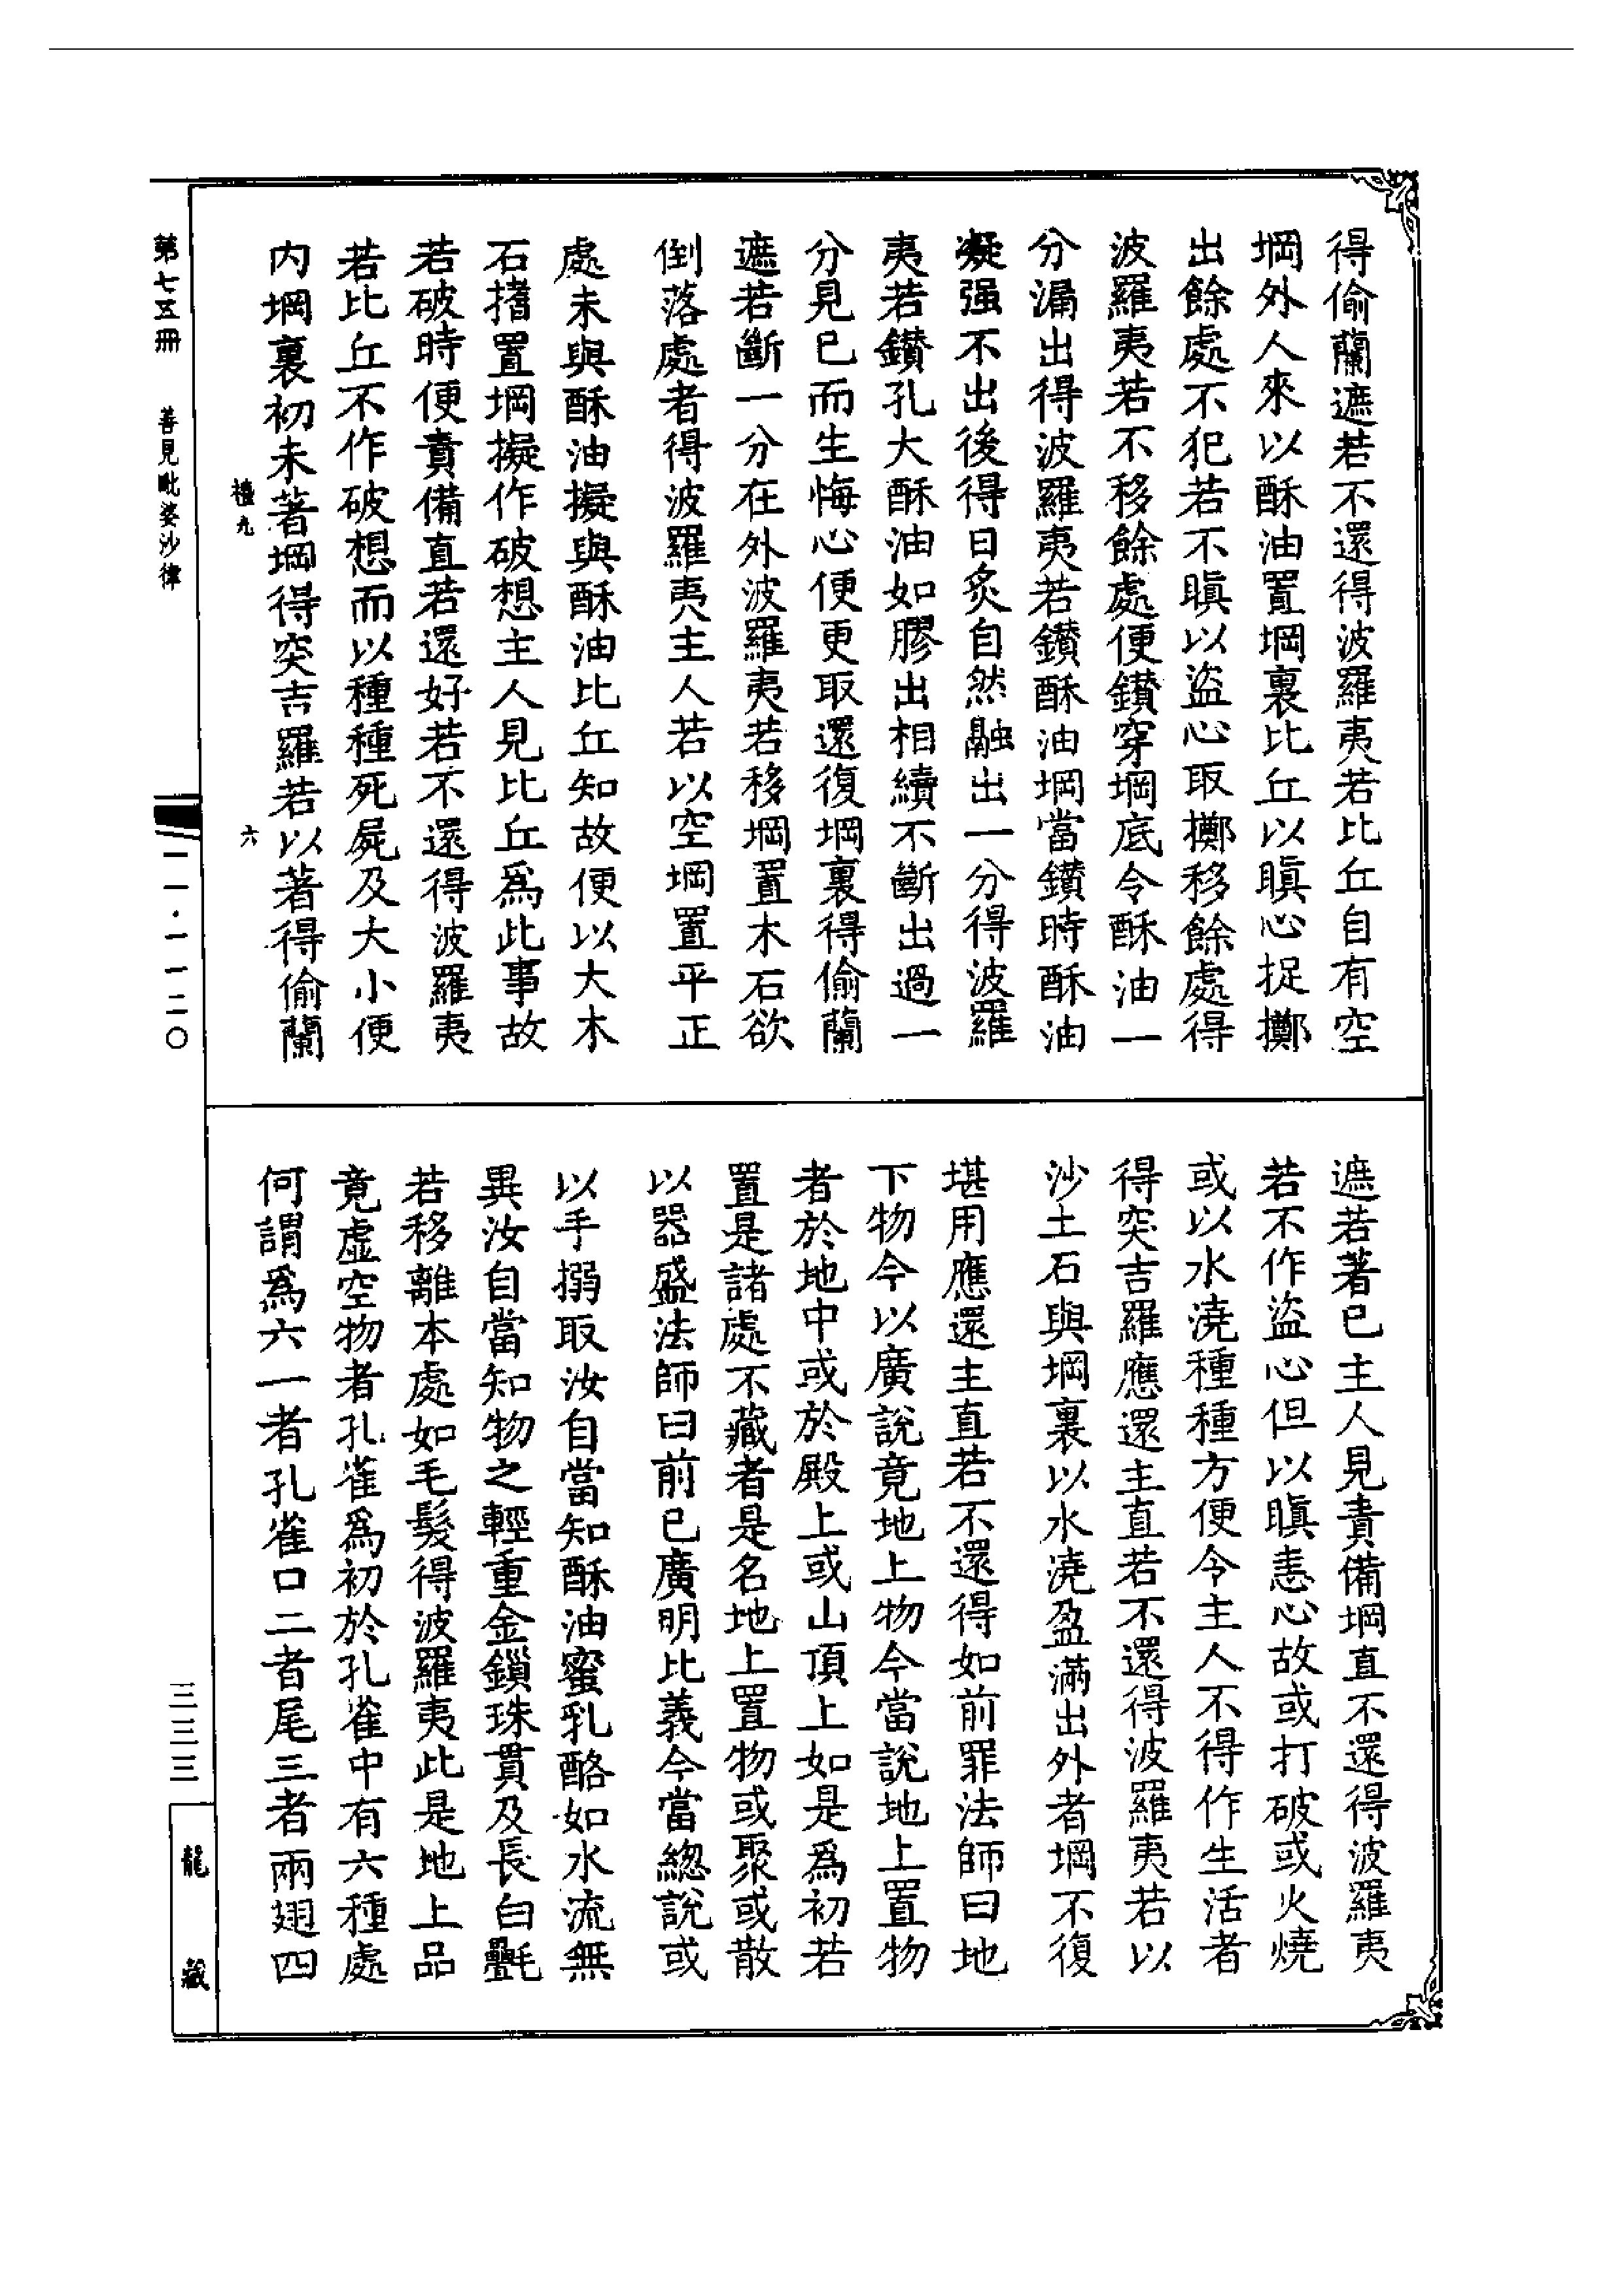 得偷蘭遮若不還得波羅夷若比丘自有空
堈外人來以酥油置堈裏比丘以瞋心捉擲
出餘處不犯若不瞋以盜心取擲移餘處得
波羅夷若不移餘處便鑚穿堈底令酥油一
分漏出得波羅夷若鑚酥油堈當鑚時酥油
凝强不出後得日炙自然融出一分得波羅
夷若鑚孔大酥油如膠出相續不斷出過一
分見已而生悔心便更取還復堈裏得偷蘭
遮若斷一分在外波羅夷若移堈置木石欲
倒落處者得波羅夷主人若以空堈置平正
處未與酥油擬與酥油比丘知故便以大木
石揩置堈擬作破想主人見比丘爲此事故
若破時便責備直若還好若不還得波羅夷
若比丘不作破想而以種種死屍及大小便
内堈裏初未著堈得突吉羅若以著得偷蘭
遮若著已主人見責備堈直不還得波羅夷
若不作盜心但以瞋恚心故或打破或火燒
或以水澆種種方便令主人不得作生活者
得突吉羅應還主直若不還得波羅夷若以
沙土石與堈裏以水澆盈滿出外者堈不復
堪用應還主直若不還得如前罪法師曰地
下物今以廣說竟地上物今當說地上置物
者於地中或於殿上或山頂上如是爲初若
置是諸處不藏者是名地上置物或聚或散
以器盛法師曰前已廣明比義今當總說或
以手搦取汝自當知酥油蜜乳酪如水流無
異汝自當知物之輕重金鎖珠貫及長白㲲
若移離本處如毛髮得波羅夷此是地上品
竟虛空物者孔雀爲初於孔雀中有六種處
何謂爲六一者孔雀口二者尾三者兩翅四
禮九
六
第七五冊
善見毗婆沙律
一一·一一二〇
三三三
龍藏